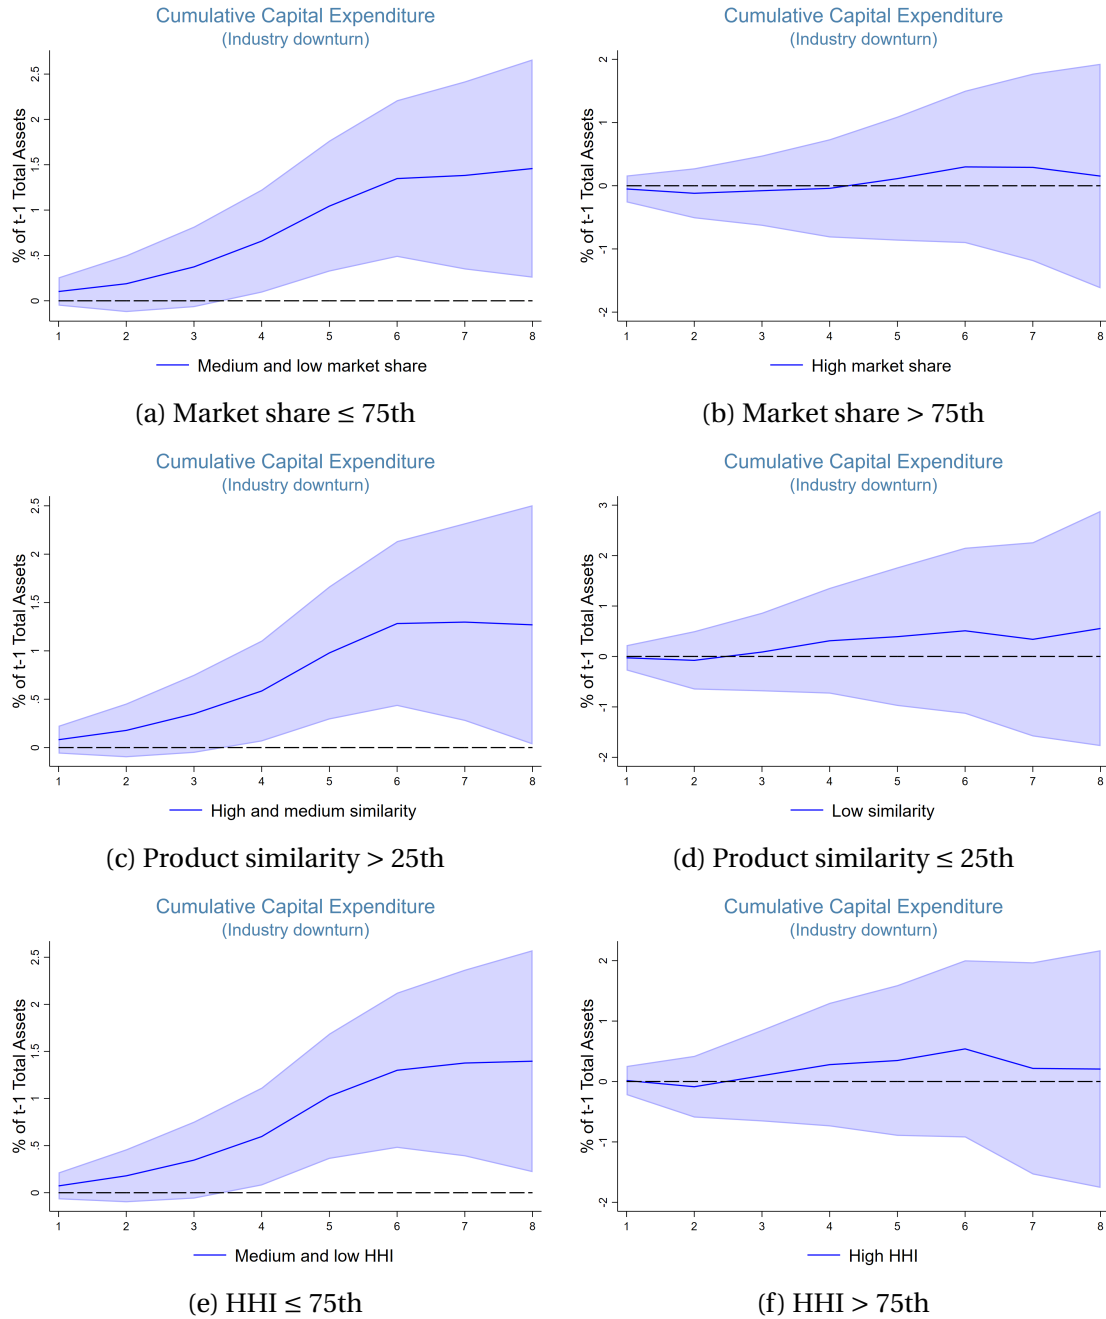 Cumulative Capital Expenditure
(Industry downturn)
% of t-1 Total Assets
2.5
2
1.5
1
.5
0
1 2 3 4 5 6 7 8
Medium and low market share
(a) Market share ≤ 75th
Cumulative Capital Expenditure
(Industry downturn)
% of t-1 Total Assets
2
1
0
-1
-2
1 2 3 4 5 6 7 8
High market share
(b) Market share > 75th
Cumulative Capital Expenditure
(Industry downturn)
% of t-1 Total Assets
2.5
2
1.5
1
.5
0
1 2 3 4 5 6 7 8
High and medium similarity
(c) Product similarity > 25th
Cumulative Capital Expenditure
(Industry downturn)
% of t-1 Total Assets
3
2
1
0
-1
-2
1 2 3 4 5 6 7 8
Low similarity
(d) Product similarity ≤ 25th
Cumulative Capital Expenditure
(Industry downturn)
% of t-1 Total Assets
2.5
2
1.5
1
.5
0
1 2 3 4 5 6 7 8
Medium and low HHI
(e) HHI ≤ 75th
Cumulative Capital Expenditure
(Industry downturn)
% of t-1 Total Assets
2
1
0
-1
-2
1 2 3 4 5 6 7 8
High HHI
(f) HHI > 75th